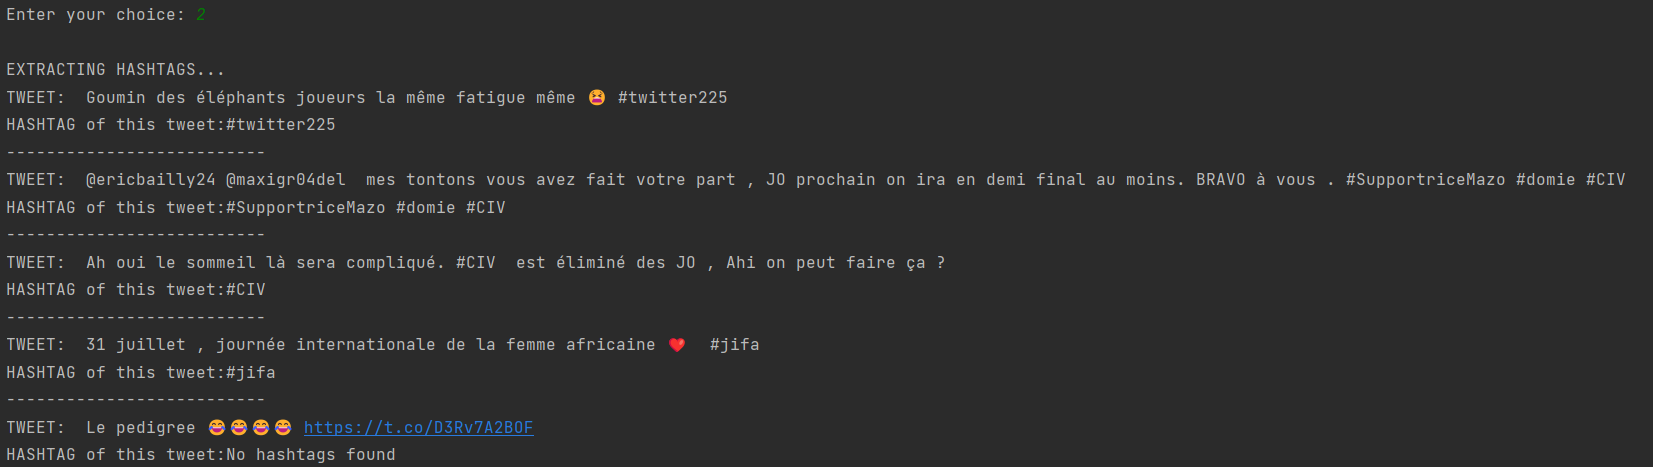 Enter your choice: 2
EXTRACTING HASHTAGS...
TWEET:  Goumin des éléphants joueurs la même fatigue même 😫 #twitter225
HASHTAG of this tweet:#twitter225
--------------------------
TWEET:  @ericbailly24 @maxigr04del  mes tontons vous avez fait votre part , JO prochain on ira en demi final au moins. BRAVO à vous . #SupportriceMazo #domie #CIV
HASHTAG of this tweet:#SupportriceMazo #domie #CIV
--------------------------
TWEET:  Ah oui le sommeil là sera compliqué. #CIV  est éliminé des JO , Ahi on peut faire ça ?
HASHTAG of this tweet:#CIV
--------------------------
TWEET:  31 juillet , journée internationale de la femme africaine ❤️  #jifa
HASHTAG of this tweet:#jifa
--------------------------
TWEET:  Le pedigree 😂😂😂😂 https://t.co/D3Rv7A2BOF
HASHTAG of this tweet:No hashtags found